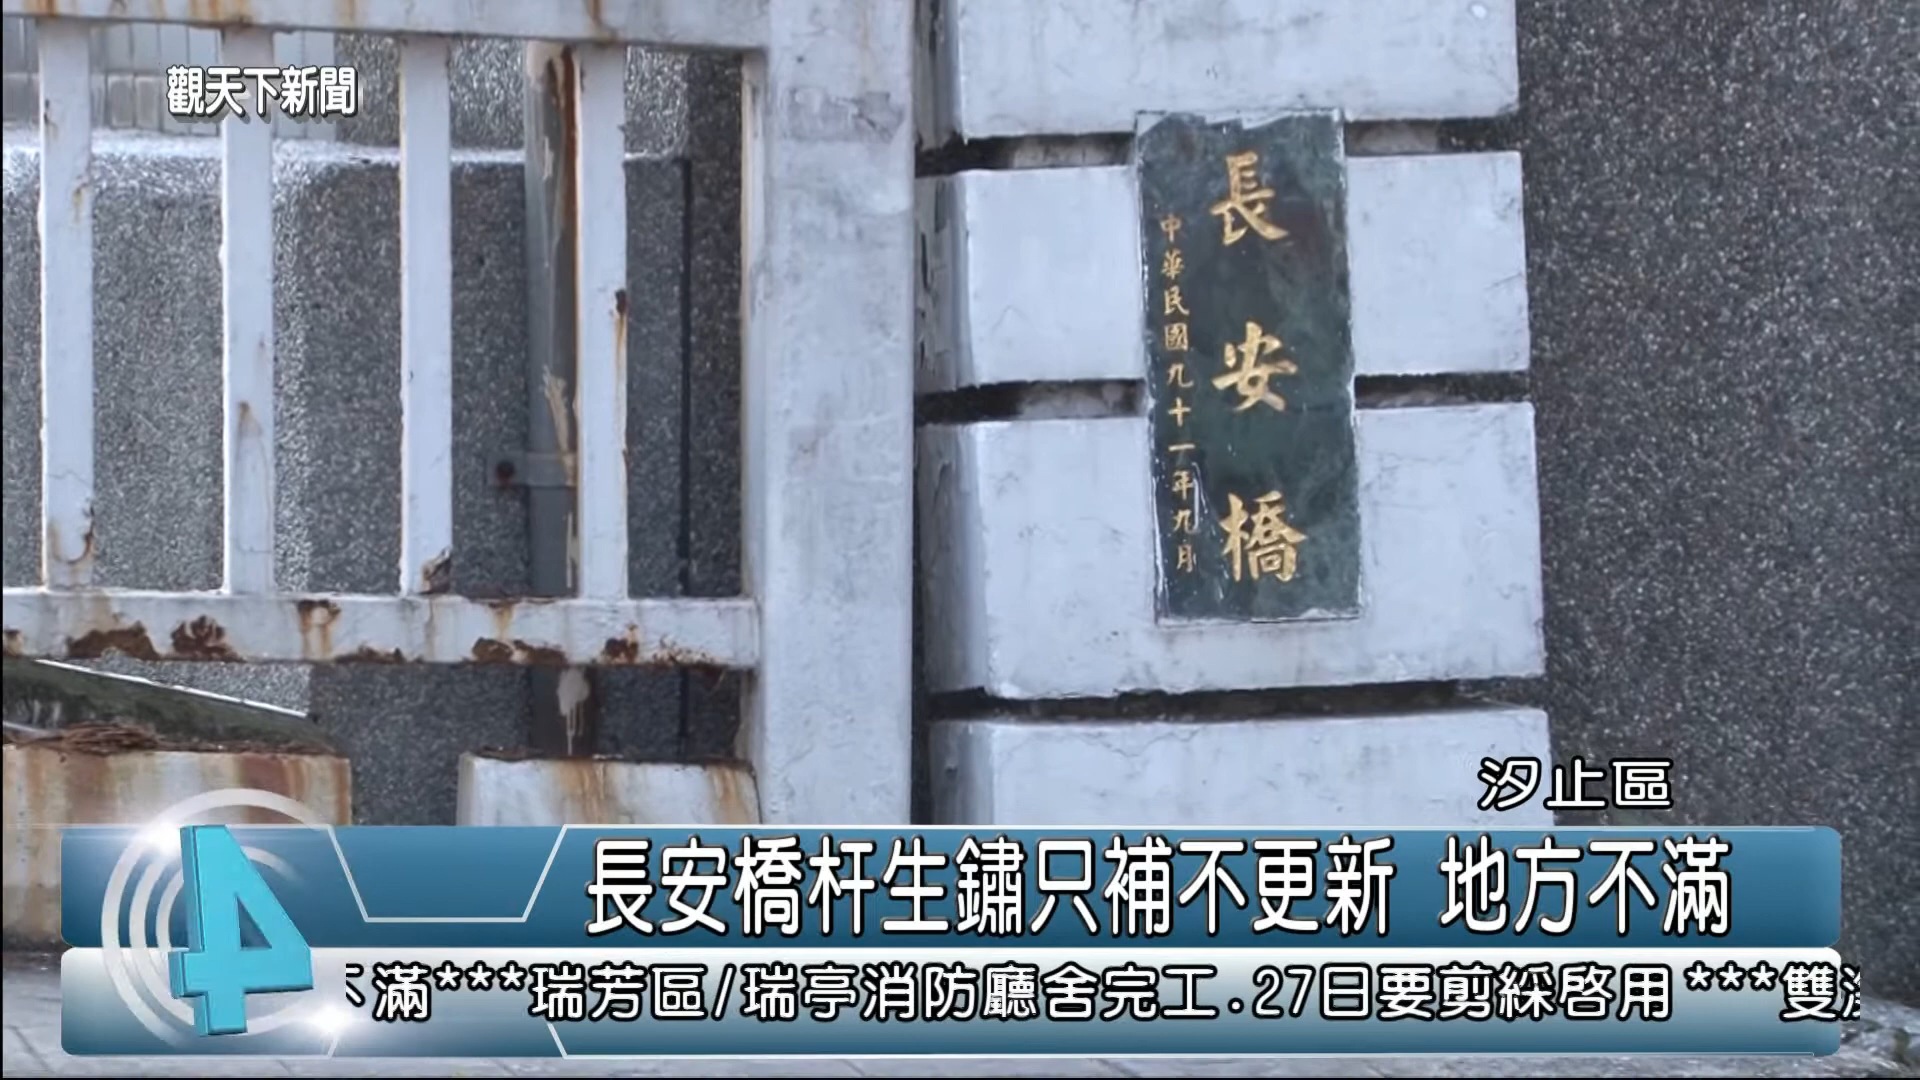 觀天下新聞
長安橋
中華民國九十一年九月
汐止區
長安橋杆生鏽只補不更新 地方不滿
4
不滿***瑞芳區/瑞亭消防廳舍完工.27日要剪綵啓用***雙